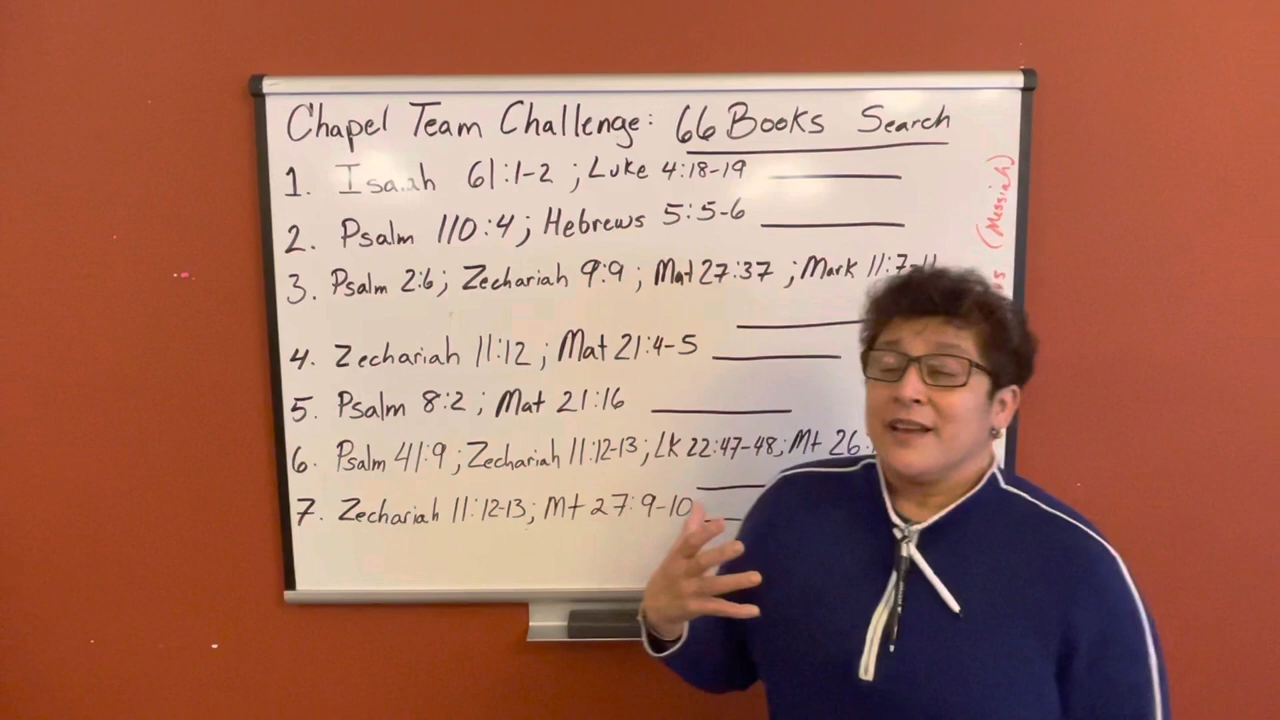 Chapel Team Challenge: 66 Books Search
1. Isaiah 61:1-2 ; Luke 4:18-19
2. Psalm 110:4 ; Hebrews 5:5-6
3. Psalm 2:6 ; Zechariah 9:9 ; Mat 27:37 ; Mark 11:7-11
4. Zechariah 11:12 ; Mat 21:4-5
5. Psalm 8:2 ; Mat 21:16
6. Psalm 41:9 ; Zechariah 11:12-13 ; LK 22:47-48 ; Mt 26:
7. Zechariah 11:12-13 ; Mt 27:9-10
(Messiah)